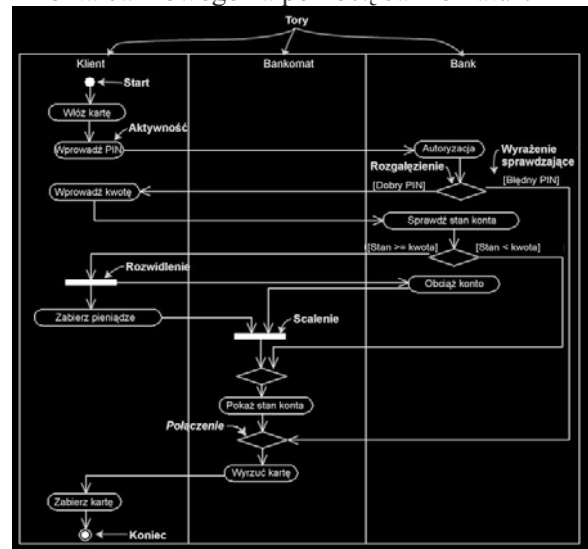 Tory
Klient
Bankomat
Bank
Start
Włóż kartę
Aktywność
Wprowadź PIN
Autoryzacja
Wyrażenie
sprawdzające
Rozgałęzienie
[Dobry PIN]
[Błędny PIN]
Wprowadź kwotę
Sprawdź stan konta
[Stan >= kwota]
[Stan < kwota]
Rozwidlenie
Obciąż konto
Zabierz pieniądze
Scalenie
Pokaż stan konta
Połączenie
Wyrzuć kartę
Zabierz kartę
Koniec